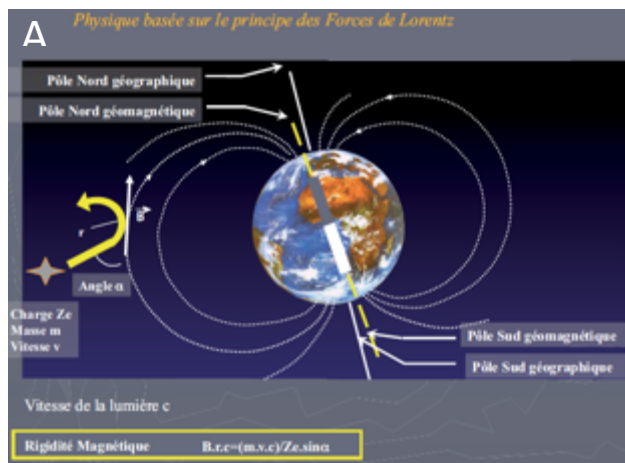 A
Physique basée sur le principe des Forces de Lorentz
Pôle Nord géographique
Pôle Nord géomagnétique
B
r
Angle α
Charge Ze
Masse m
Vitesse v
Pôle Sud géomagnétique
Pôle Sud géographique
Vitesse de la lumière c
Rigidité Magnétique B.r.c=(m.v.c)/Ze.sinα